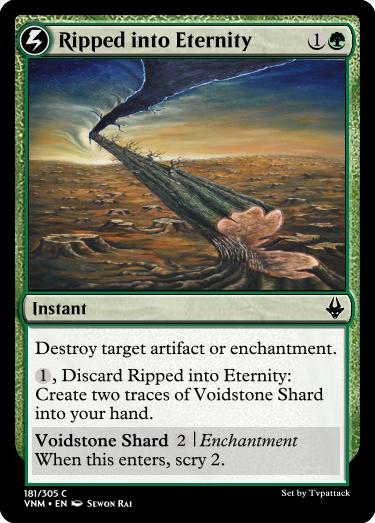 Ripped into Eternity 1
Instant
Destroy target artifact or enchantment.
1, Discard Ripped into Eternity:
Create two traces of Voidstone Shard
into your hand.
Voidstone Shard 2 | Enchantment
When this enters, scry 2.
181/305 C
VNM • EN Sewon Rai
Set by Tvpattack